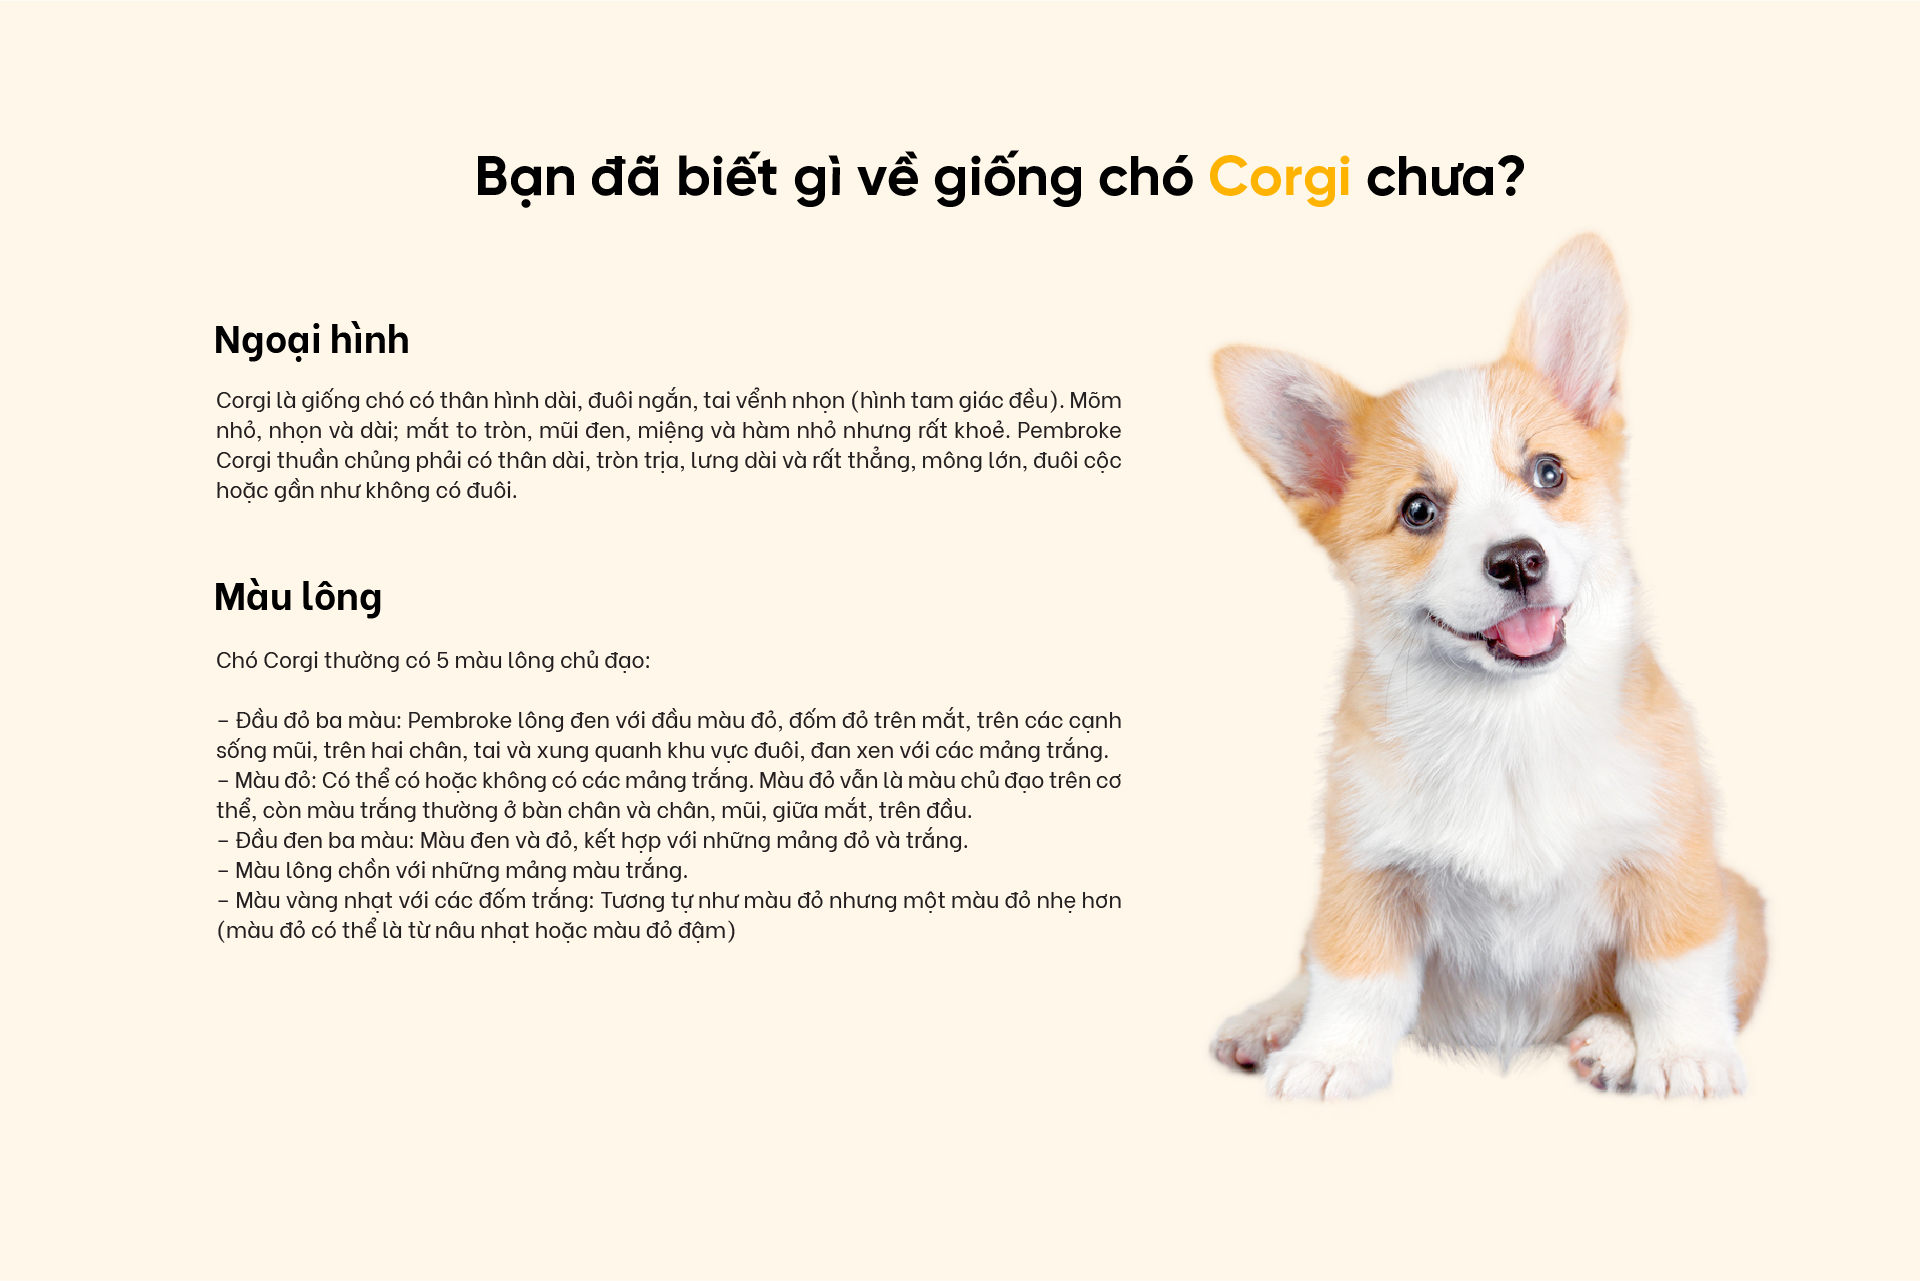 Bạn đã biết gì về giống chó Corgi chưa?
Ngoại hình
Corgi là giống chó có thân hình dài, đuôi ngắn, tai vểnh nhọn (hình tam giác đều). Mõm
nhỏ, nhọn và dài; mắt to tròn, mũi đen, miệng và hàm nhỏ nhưng rất khoẻ. Pembroke
Corgi thuần chủng phải có thân dài, tròn trịa, lưng dài và rất thẳng, mông lớn, đuôi cộc
hoặc gần như không có đuôi.
Màu lông
Chó Corgi thường có 5 màu lông chủ đạo:
– Đầu đỏ ba màu: Pembroke lông đen với đầu màu đỏ, đốm đỏ trên mắt, trên các cạnh
sống mũi, trên hai chân, tai và xung quanh khu vực đuôi, đan xen với các mảng trắng.
– Màu đỏ: Có thể có hoặc không có các mảng trắng. Màu đỏ vẫn là màu chủ đạo trên cơ
thể, còn màu trắng thường ở bàn chân và chân, mũi, giữa mắt, trên đầu.
– Đầu đen ba màu: Màu đen và đỏ, kết hợp với những mảng đỏ và trắng.
– Màu lông chồn với những mảng màu trắng.
– Màu vàng nhạt với các đốm trắng: Tương tự như màu đỏ nhưng một màu đỏ nhẹ hơn
(màu đỏ có thể là từ nâu nhạt hoặc màu đỏ đậm)